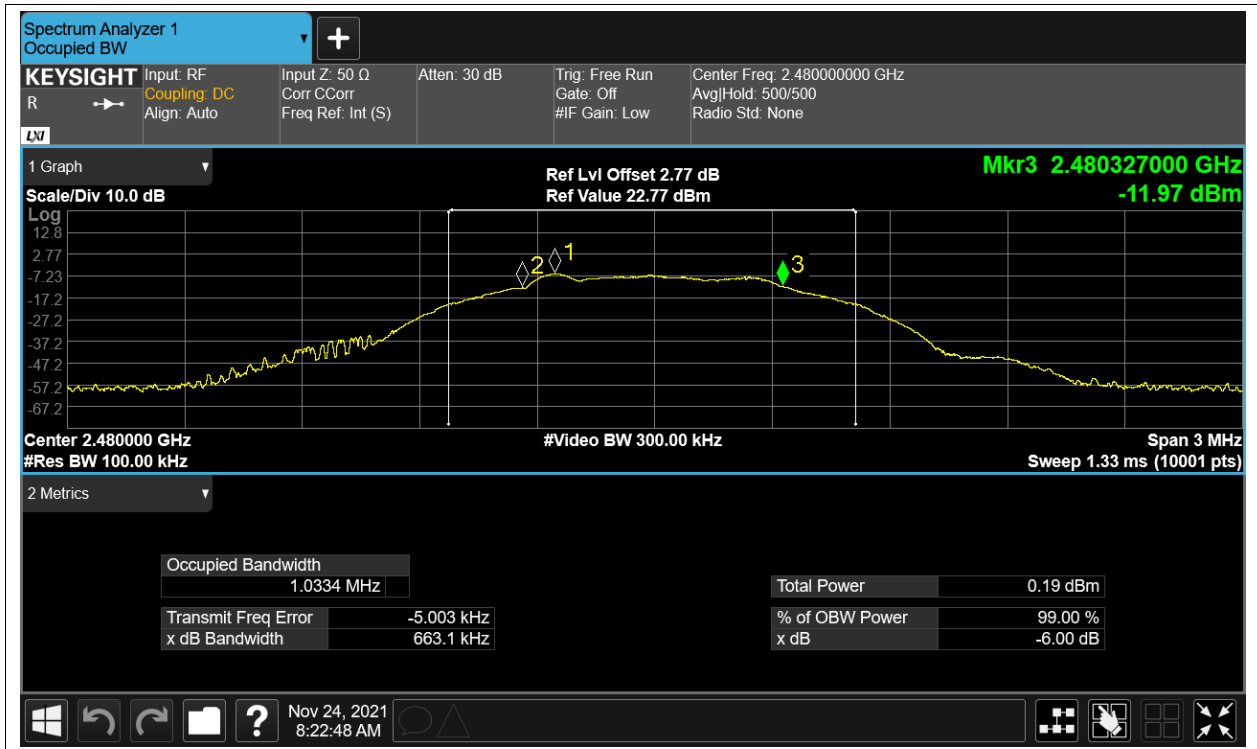 Spectrum Analyzer 1
Occupied BW
KEYSIGHT
R
LXI
Input: RF
Coupling: DC
Align: Auto
Input Z: 50 Ω
Corr CCorr
Freq Ref: Int (S)
Atten: 30 dB
Trig: Free Run
Gate: Off
#IF Gain: Low
Center Freq: 2.480000000 GHz
Avg|Hold: 500/500
Radio Std: None
1 Graph
Scale/Div 10.0 dB
Ref Lvl Offset 2.77 dB
Ref Value 22.77 dBm
Mkr3 2.480327000 GHz
-11.97 dBm
Log
12.8
2.77
-7.23
-17.2
-27.2
-37.2
-47.2
-57.2
-67.2
2
1
3
Center 2.480000 GHz
#Res BW 100.00 kHz
#Video BW 300.00 kHz
Span 3 MHz
Sweep 1.33 ms (10001 pts)
2 Metrics
Occupied Bandwidth
1.0334 MHz
Transmit Freq Error -5.003 kHz
x dB Bandwidth 663.1 kHz
Total Power 0.19 dBm
% of OBW Power 99.00 %
x dB -6.00 dB
?
Nov 24, 2021
8:22:48 AM